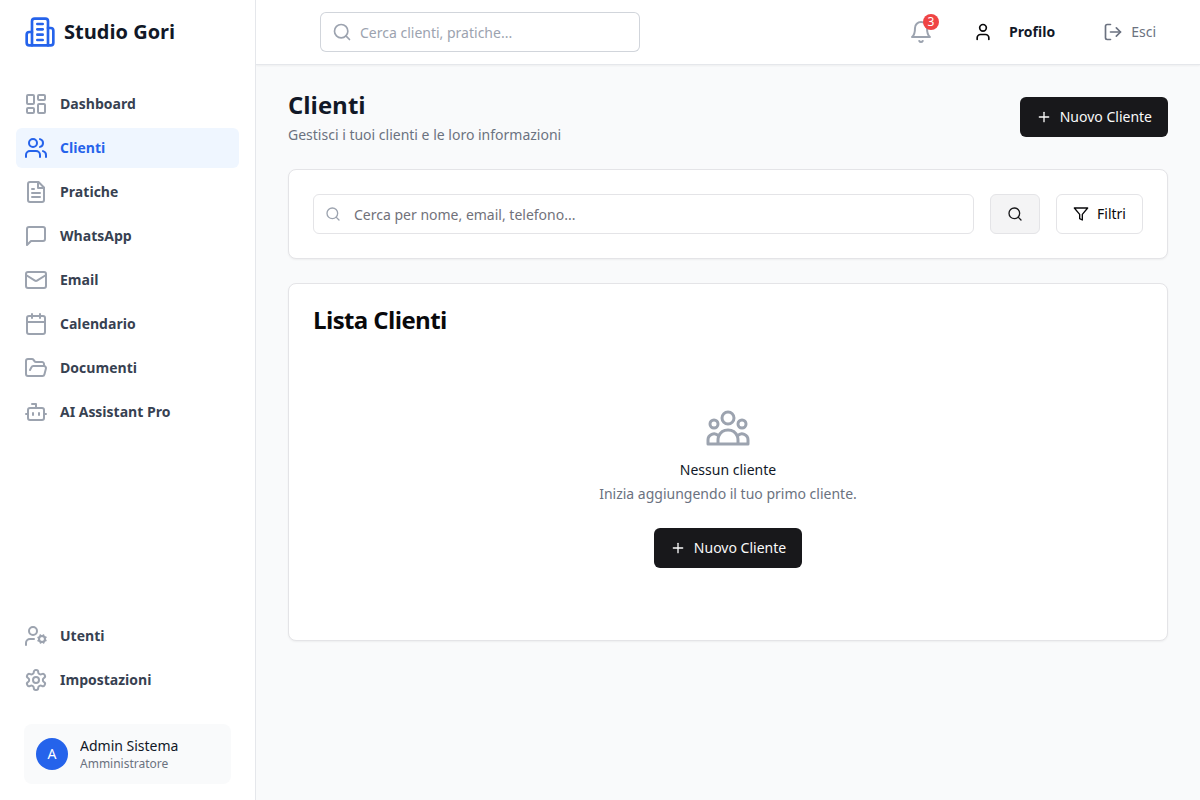 Studio Gori
Cerca clienti, pratiche...
3
Profilo
Esci
Dashboard
Clienti
Pratiche
WhatsApp
Email
Calendario
Documenti
AI Assistant Pro
Utenti
Impostazioni
A
Admin Sistema
Amministratore
Clienti
Gestisci i tuoi clienti e le loro informazioni
Nuovo Cliente
Cerca per nome, email, telefono...
Filtri
Lista Clienti
Nessun cliente
Inizia aggiungendo il tuo primo cliente.
Nuovo Cliente